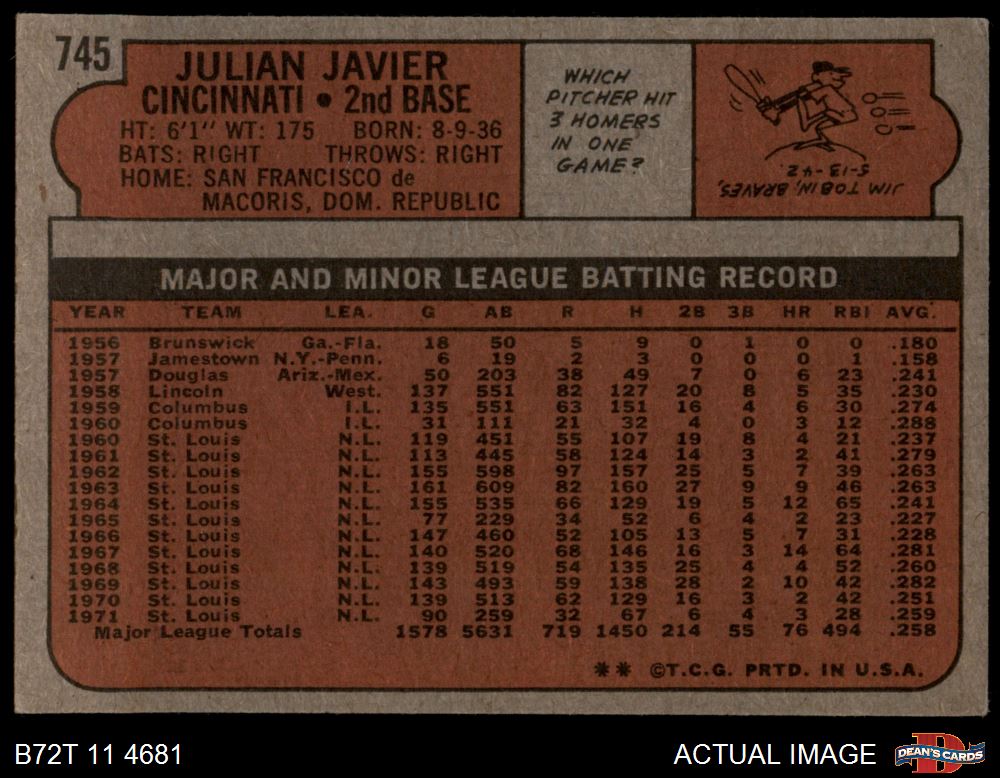 745
JULIAN JAVIER
CINCINNATI • 2nd BASE
HT: 6'1" WT: 175 BORN: 8-9-36
BATS: RIGHT THROWS: RIGHT
HOME: SAN FRANCISCO de
MACORIS, DOM. REPUBLIC
WHICH
PITCHER HIT
3 HOMERS
IN ONE
GAME?
JIM TOBIN, BRAVES,
5-13-42.
MAJOR AND MINOR LEAGUE BATTING RECORD
YEAR TEAM LEA. G AB R H 2B 3B HR RBI AVG.
1956 Brunswick Ga.-Fla. 18 50 5 9 0 1 0 0 .180
1957 Jamestown N.Y.-Penn. 6 19 2 3 0 0 0 1 .158
1957 Douglas Ariz.-Mex. 50 203 38 49 7 0 6 23 .241
1958 Lincoln West. 137 551 82 127 20 8 5 35 .230
1959 Columbus I.L. 135 551 63 151 16 4 6 30 .274
1960 Columbus I.L. 31 111 21 32 4 0 3 12 .288
1960 St. Louis N.L. 119 451 55 107 19 8 4 21 .237
1961 St. Louis N.L. 113 445 58 124 14 3 2 41 .279
1962 St. Louis N.L. 155 598 97 157 25 5 7 39 .263
1963 St. Louis N.L. 161 609 82 160 27 9 9 46 .263
1964 St. Louis N.L. 155 535 66 129 19 5 12 65 .241
1965 St. Louis N.L. 77 229 34 52 6 4 2 23 .227
1966 St. Louis N.L. 147 460 52 105 13 5 7 31 .228
1967 St. Louis N.L. 140 520 68 146 16 3 14 64 .281
1968 St. Louis N.L. 139 519 54 135 25 4 4 52 .260
1969 St. Louis N.L. 143 493 59 138 28 2 10 42 .282
1970 St. Louis N.L. 139 513 62 129 16 3 2 42 .251
1971 St. Louis N.L. 90 259 32 67 6 4 3 28 .259
Major League Totals 1578 5631 719 1450 214 55 76 494 .258
** ©T.C.G. PRTD. IN U.S.A.
B72T 11 4681
ACTUAL IMAGE
DEAN'S CARDS